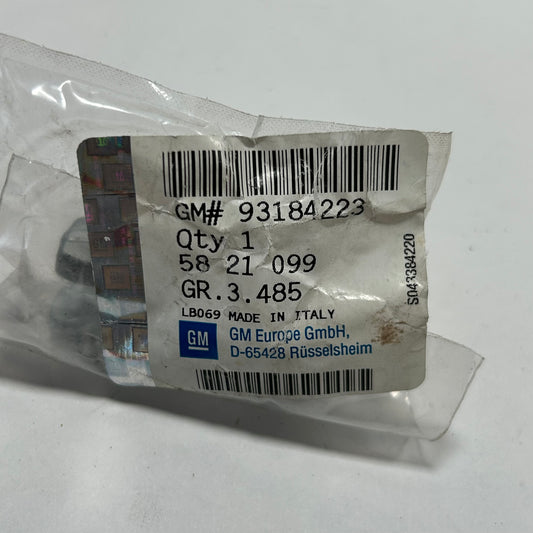 GM# 93184223
Qty 1
58 21 099
GR.3.485
LB069 MADE IN ITALY
GM
GM Europe GmbH,
D-65428 Rüsselsheim
S043384220